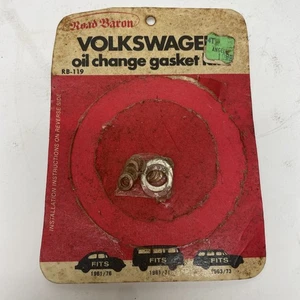 Road Baron
VOLKSWAGEN
oil change gasket
RB-119
INSTALLATION INSTRUCTIONS ON REVERSE SIDE
FITS
FITS
FITS